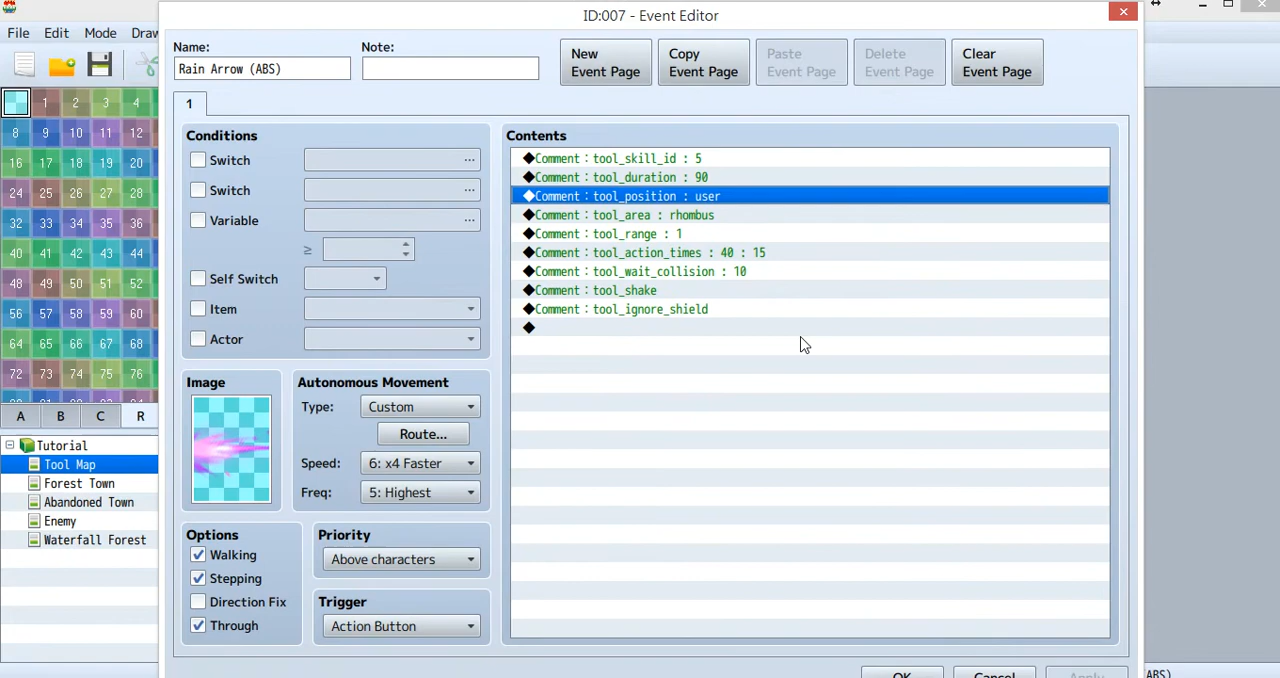 ID:007 - Event Editor
File Edit Mode Draw
Name:
Rain Arrow (ABS)
Note:
New
Event Page
Copy
Event Page
Paste
Event Page
Delete
Event Page
Clear
Event Page
1
1 2 3 4
8 9 10 11 12
16 17 18 19 20
24 25 26 27 28
32 33 34 35 36
40 41 42 43 44
48 49 50 51 52
56 57 58 59 60
64 65 66 67 68
72 73 74 75 76
A B C R
Tutorial
Tool Map
Forest Town
Abandoned Town
Enemy
Waterfall Forest
Conditions
Switch ...
Switch ...
Variable ...
≥
Self Switch
Item
Actor
Image
Autonomous Movement
Type: Custom
Route...
Speed: 6: x4 Faster
Freq: 5: Highest
Options
Walking
Stepping
Direction Fix
Through
Priority
Above characters
Trigger
Action Button
Contents
◆Comment：tool_skill_id : 5
◆Comment：tool_duration : 90
◆Comment：tool_position : user
◆Comment：tool_area : rhombus
◆Comment：tool_range : 1
◆Comment：tool_action_times : 40 : 15
◆Comment：tool_wait_collision : 10
◆Comment：tool_shake
◆Comment：tool_ignore_shield
◆
OK Cancel Apply
ABS)